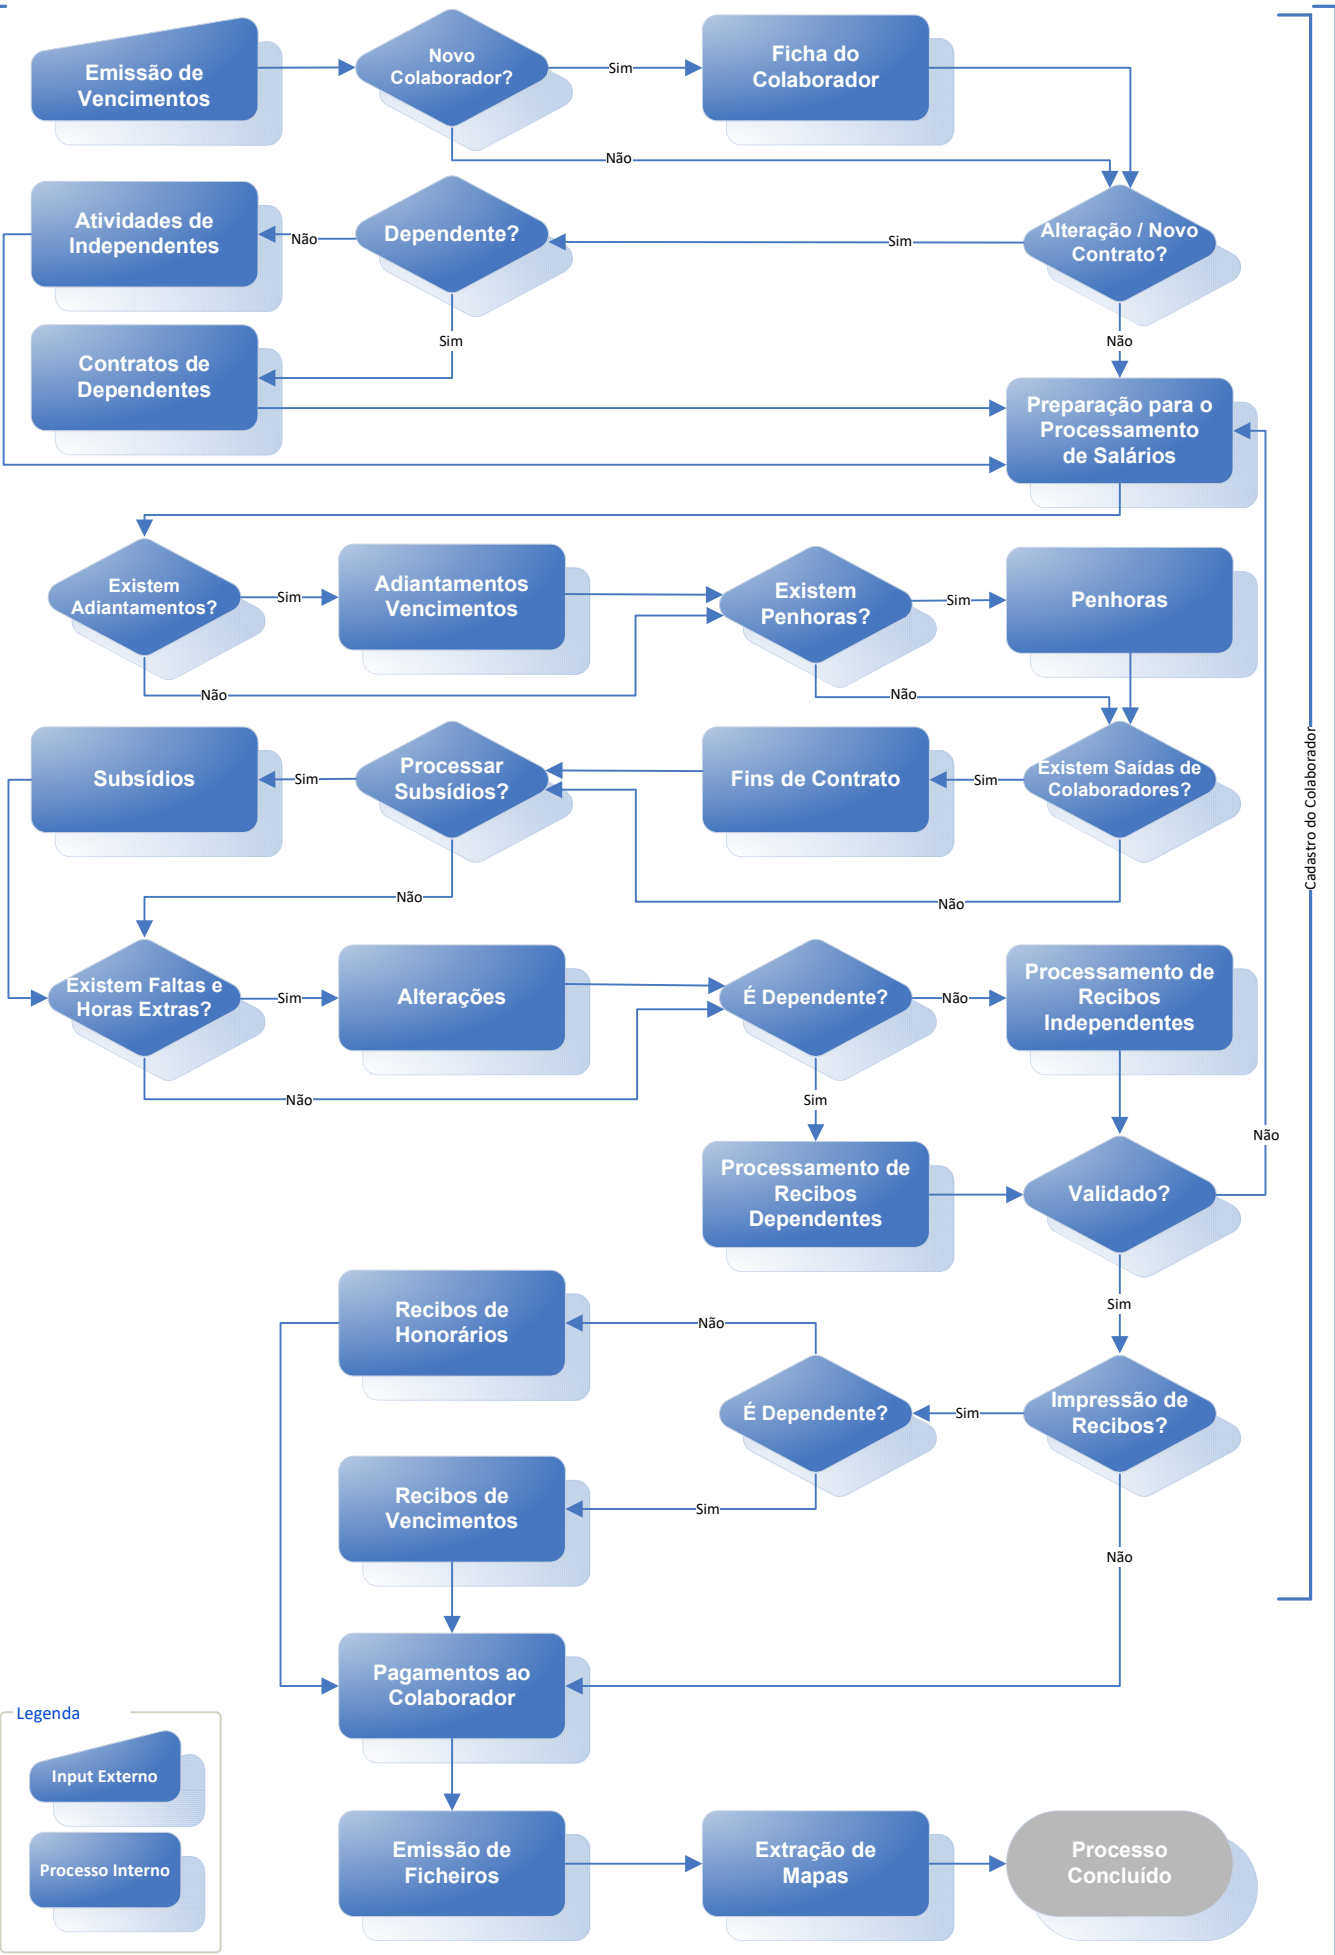 Emissão de
Vencimentos
Novo
Colaborador?
Sim
Ficha do
Colaborador
Não
Atividades de
Independentes
Não
Dependente?
Sim
Alteração / Novo
Contrato?
Sim
Não
Contratos de
Dependentes
Preparação para o
Processamento
de Salários
Existem
Adiantamentos?
Sim
Adiantamentos
Vencimentos
Existem
Penhoras?
Sim
Penhoras
Não
Não
Subsídios
Sim
Processar
Subsídios?
Fins de Contrato
Sim
Existem Saídas de
Colaboradores?
Cadastro do Colaborador
Não
Não
Existem Faltas e
Horas Extras?
Sim
Alterações
É Dependente?
Não
Processamento de
Recibos
Independentes
Não
Sim
Não
Processamento de
Recibos
Dependentes
Validado?
Sim
Recibos de
Honorários
Não
É Dependente?
Sim
Impressão de
Recibos?
Recibos de
Vencimentos
Sim
Não
Pagamentos ao
Colaborador
Legenda
Input Externo
Processo Interno
Emissão de
Ficheiros
Extração de
Mapas
Processo
Concluído